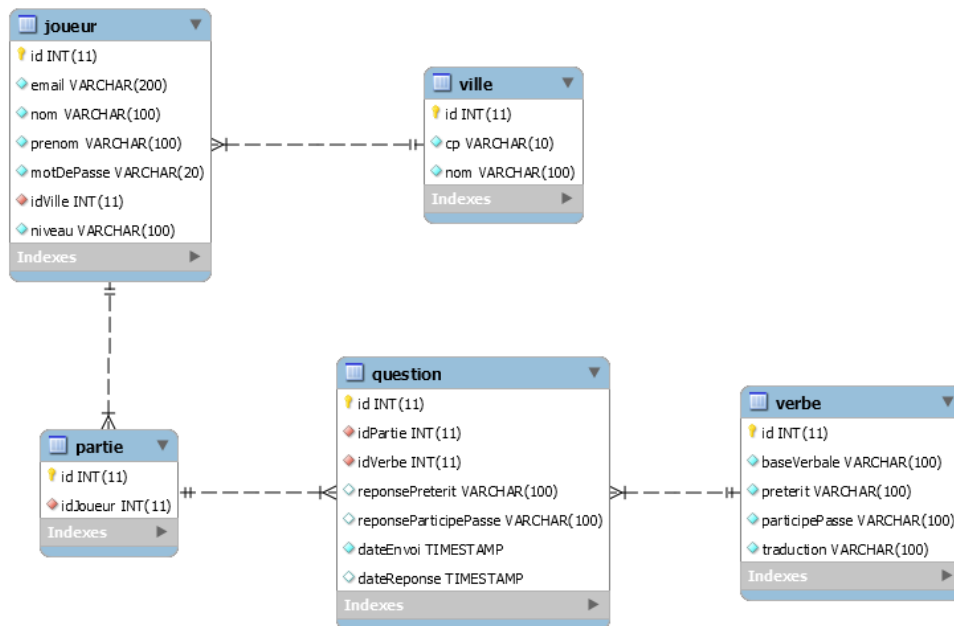 joueur
id INT(11)
email VARCHAR(200)
nom VARCHAR(100)
prenom VARCHAR(100)
motDePasse VARCHAR(20)
idVille INT(11)
niveau VARCHAR(100)
Indexes
ville
id INT(11)
cp VARCHAR(10)
nom VARCHAR(100)
Indexes
partie
id INT(11)
idJoueur INT(11)
Indexes
question
id INT(11)
idPartie INT(11)
idVerbe INT(11)
reponsePreterit VARCHAR(100)
reponseParticipePasse VARCHAR(100)
dateEnvoi TIMESTAMP
dateReponse TIMESTAMP
Indexes
verbe
id INT(11)
baseVerbale VARCHAR(100)
preterit VARCHAR(100)
participePasse VARCHAR(100)
traduction VARCHAR(100)
Indexes